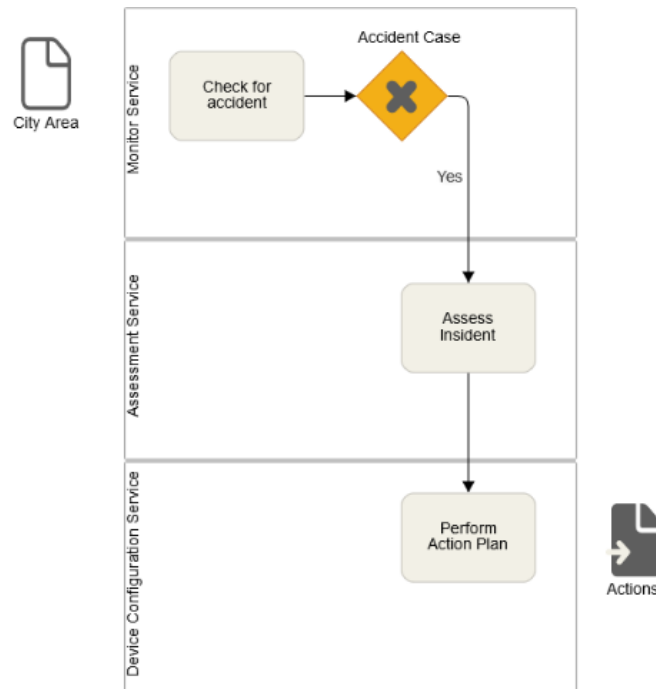 Accident Case
Monitor Service
Check for
accident
City Area
Yes
Assessment Service
Assess
Insident
Device Configuration Service
Perform
Action Plan
Actions